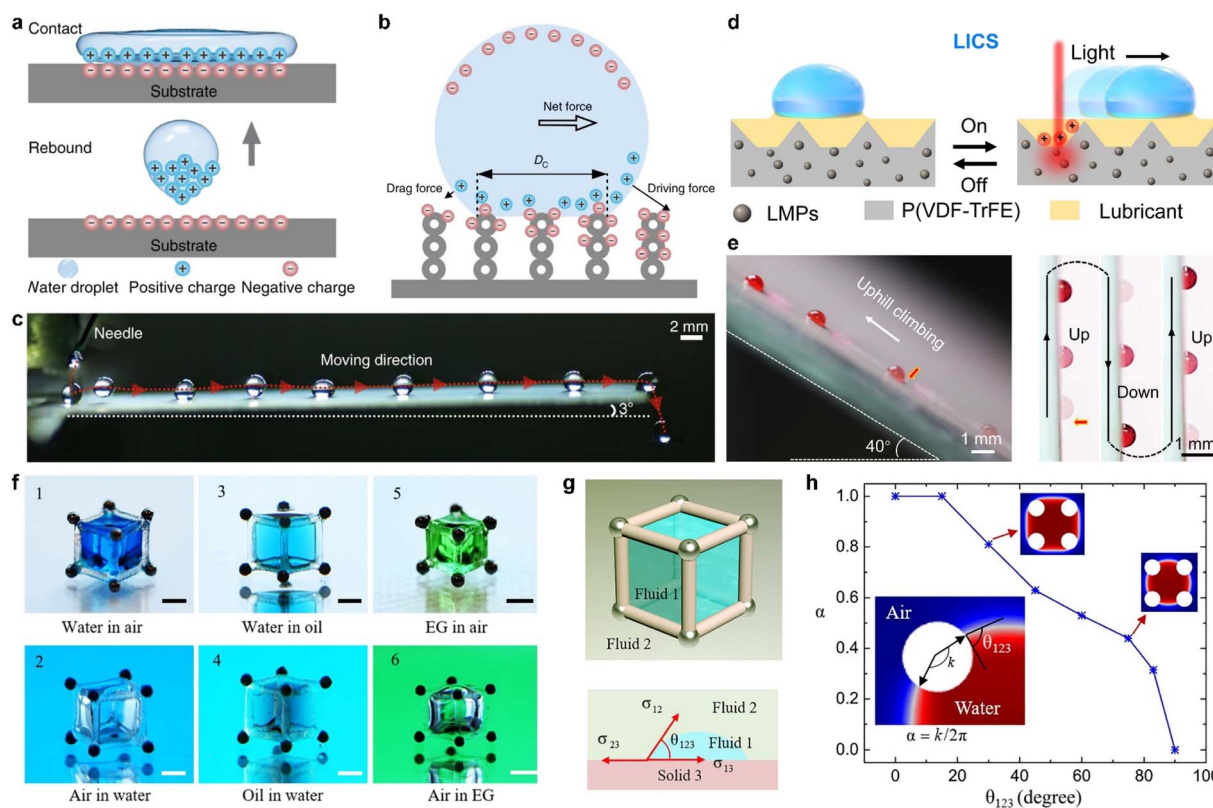 a
Contact
Substrate
Rebound
Substrate
Water droplet Positive charge Negative charge
b
Net force
Dc
Drag force
Driving force
c
Needle
2 mm
Moving direction
3°
d
LICS
Light
On
Off
LMPs P(VDF-TrFE) Lubricant
e
Uphill climbing
40°
1 mm
Up
Down
Up
1 mm
f
1
Water in air
3
Water in oil
5
EG in air
2
Air in water
4
Oil in water
6
Air in EG
g
Fluid 1
Fluid 2
σ12
Fluid 2
σ23
θ123
Fluid 1
σ13
Solid 3
h
1.0
0.8
0.6
0.4
0.2
0.0
α
Air
k
θ123
Water
α = k/2π
0 20 40 60 80 100
θ123 (degree)